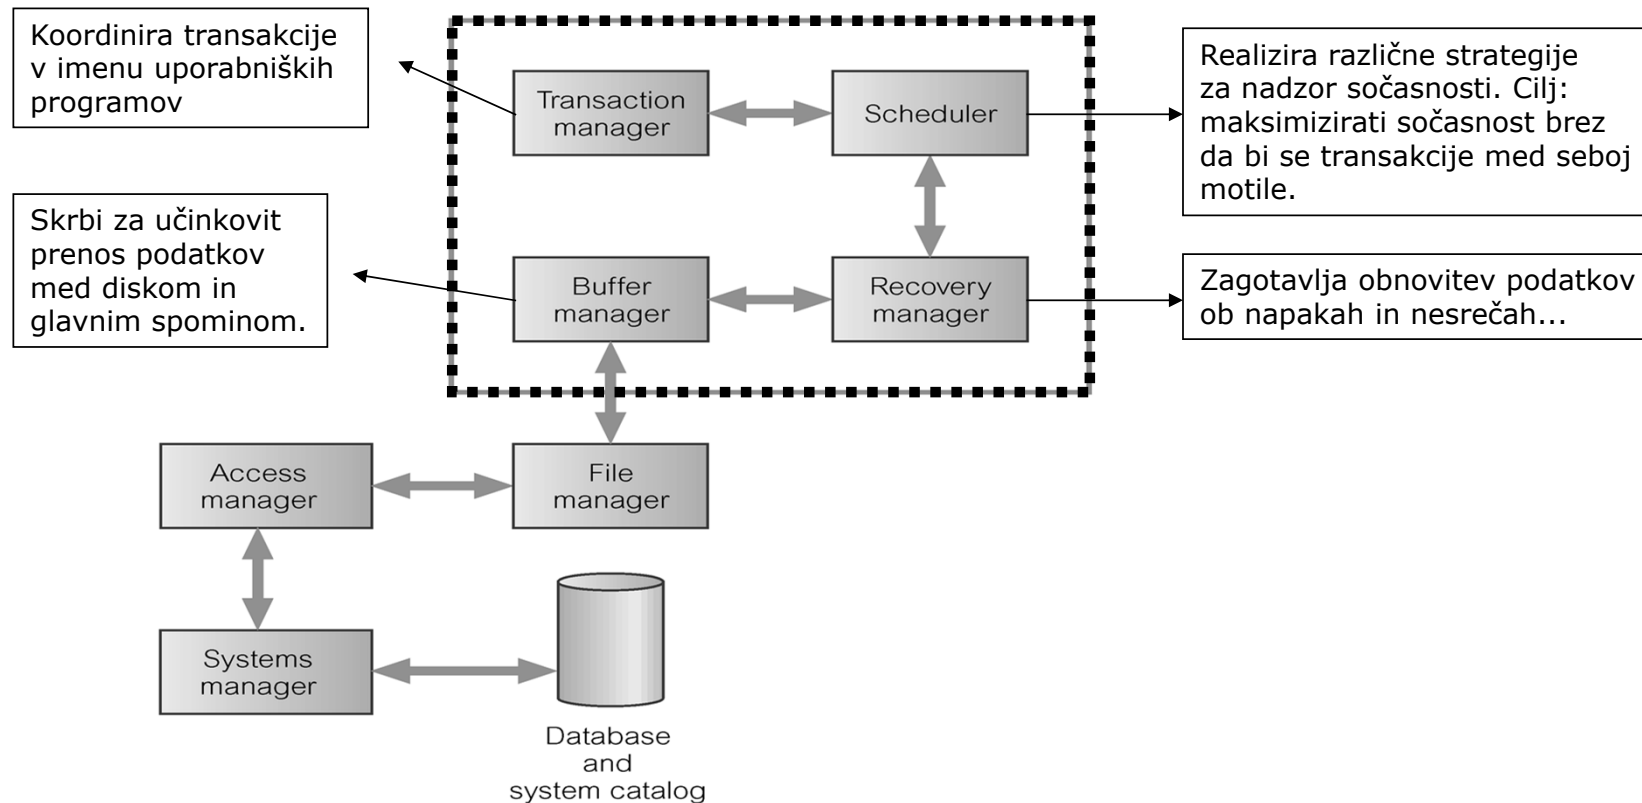 Koordinira transakcije
v imenu uporabniških
programov
Transaction
manager
Scheduler
Realizira različne strategije
za nadzor sočasnosti. Cilj:
maksimizirati sočasnost brez
da bi se transakcije med seboj
motile.
Skrbi za učinkovit
prenos podatkov
med diskom in
glavnim spominom.
Buffer
manager
Recovery
manager
Zagotavlja obnovitev podatkov
ob napakah in nesrečah...
Access
manager
File
manager
Systems
manager
Database
and
system catalog